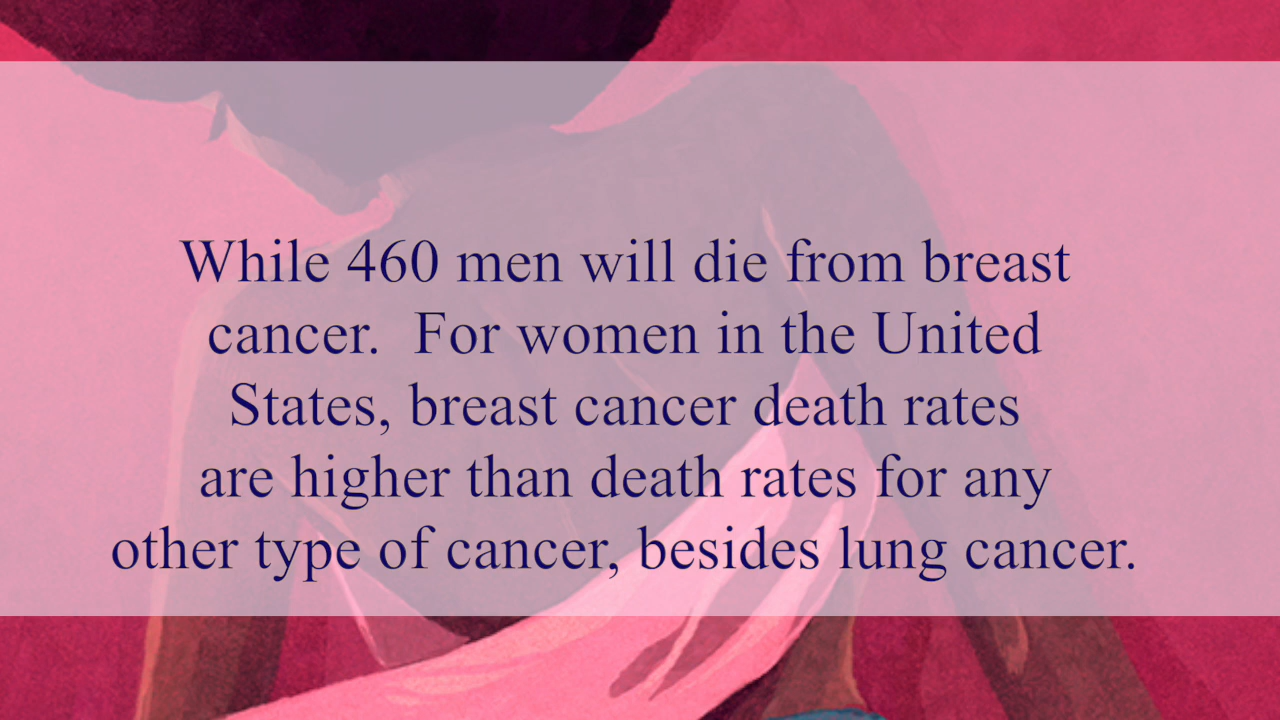 While 460 men will die from breast
cancer.  For women in the United
States, breast cancer death rates
are higher than death rates for any
other type of cancer, besides lung cancer.